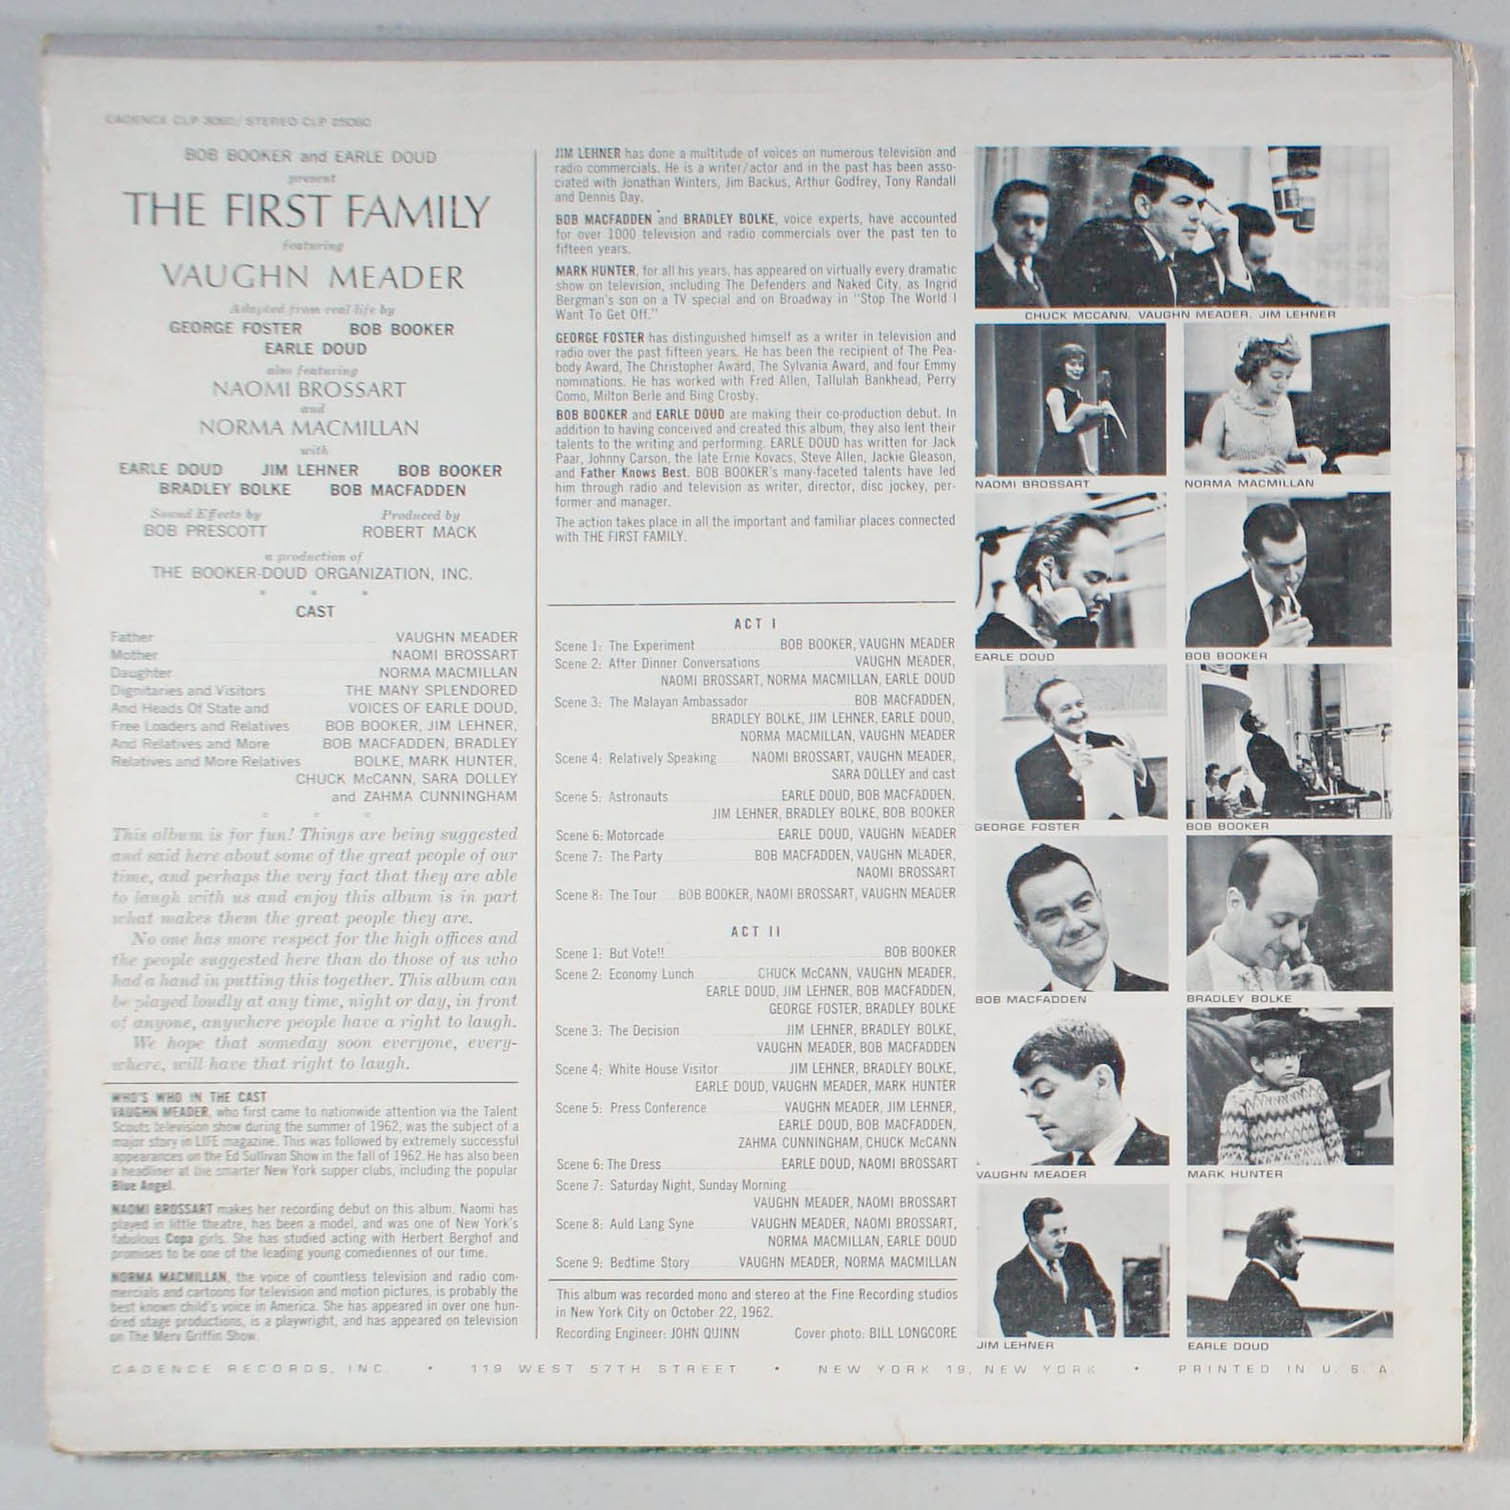 CADENCE CLP 3060/ STEREO CLP 25060
BOB BOOKER and EARLE DOUD
present
THE FIRST FAMILY
featuring
VAUGHN MEADER
Adapted from real life by
GEORGE FOSTER BOB BOOKER
EARLE DOUD
also featuring
NAOMI BROSSART
and
NORMA MACMILLAN
with
EARLE DOUD JIM LEHNER BOB BOOKER
BRADLEY BOLKE BOB MACFADDEN
Sound Effects by Produced by
BOB PRESCOTT ROBERT MACK
a production of
THE BOOKER-DOUD ORGANIZATION, INC.
* * *
CAST
Father VAUGHN MEADER
Mother NAOMI BROSSART
Daughter NORMA MACMILLAN
Dignitaries and Visitors THE MANY SPLENDORED
And Heads Of State and VOICES OF EARLE DOUD,
Free Loaders and Relatives BOB BOOKER, JIM LEHNER,
And Relatives and More BOB MACFADDEN, BRADLEY
Relatives and More Relatives BOLKE, MARK HUNTER,
CHUCK McCANN, SARA DOLLEY
and ZAHMA CUNNINGHAM
* * *
This album is for fun! Things are being suggested
and said here about some of the great people of our
time, and perhaps the very fact that they are able
to laugh with us and enjoy this album is in part
what makes them the great people they are.
No one has more respect for the high offices and
the people suggested here than do those of us who
had a hand in putting this together. This album can
be played loudly at any time, night or day, in front
of anyone, anywhere people have a right to laugh.
We hope that someday soon everyone, every-
where, will have that right to laugh.
WHO'S WHO IN THE CAST
VAUGHN MEADER, who first came to nationwide attention via the Talent
Scouts television show during the summer of 1962, was the subject of a
major story in LIFE magazine. This was followed by extremely successful
appearances on the Ed Sullivan Show in the fall of 1962. He has also been
a headliner at the smarter New York supper clubs, including the popular
Blue Angel.
NAOMI BROSSART makes her recording debut on this album. Naomi has
played in little theatre, has been a model, and was one of New York's
fabulous Copa girls. She has studied acting with Herbert Berghof and
promises to be one of the leading young comediennes of our time.
NORMA MACMILLAN, the voice of countless television and radio com-
mercials and cartoons for television and motion pictures, is probably the
best known child's voice in America. She has appeared in over one hun-
dred stage productions, is a playwright, and has appeared on television
on The Merv Griffin Show.
JIM LEHNER has done a multitude of voices on numerous television and
radio commercials. He is a writer/actor and in the past has been asso-
ciated with Jonathan Winters, Jim Backus, Arthur Godfrey, Tony Randall
and Dennis Day.
BOB MACFADDEN and BRADLEY BOLKE, voice experts, have accounted
for over 1000 television and radio commercials over the past ten to
fifteen years.
MARK HUNTER, for all his years, has appeared on virtually every dramatic
show on television, including The Defenders and Naked City, as Ingrid
Bergman's son on a TV special and on Broadway in "Stop The World I
Want To Get Off."
GEORGE FOSTER has distinguished himself as a writer in television and
radio over the past fifteen years. He has been the recipient of The Pea-
body Award, The Christopher Award, The Sylvania Award, and four Emmy
nominations. He has worked with Fred Allen, Tallulah Bankhead, Perry
Como, Milton Berle and Bing Crosby.
BOB BOOKER and EARLE DOUD are making their co-production debut. In
addition to having conceived and created this album, they also lent their
talents to the writing and performing. EARLE DOUD has written for Jack
Paar, Johnny Carson, the late Ernie Kovacs, Steve Allen, Jackie Gleason,
and Father Knows Best. BOB BOOKER's many-faceted talents have led
him through radio and television as writer, director, disc jockey, per-
former and manager.
The action takes place in all the important and familiar places connected
with THE FIRST FAMILY.
ACT I
Scene 1: The Experiment BOB BOOKER, VAUGHN MEADER
Scene 2: After Dinner Conversations VAUGHN MEADER,
NAOMI BROSSART, NORMA MACMILLAN, EARLE DOUD
Scene 3: The Malayan Ambassador BOB MACFADDEN,
BRADLEY BOLKE, JIM LEHNER, EARLE DOUD,
NORMA MACMILLAN, VAUGHN MEADER
Scene 4: Relatively Speaking NAOMI BROSSART, VAUGHN MEADER,
SARA DOLLEY and cast
Scene 5: Astronauts EARLE DOUD, BOB MACFADDEN,
JIM LEHNER, BRADLEY BOLKE, BOB BOOKER
Scene 6: Motorcade EARLE DOUD, VAUGHN MEADER
Scene 7: The Party BOB MACFADDEN, VAUGHN MEADER,
NAOMI BROSSART
Scene 8: The Tour BOB BOOKER, NAOMI BROSSART, VAUGHN MEADER
ACT II
Scene 1: But Vote!! BOB BOOKER
Scene 2: Economy Lunch CHUCK McCANN, VAUGHN MEADER,
EARLE DOUD, JIM LEHNER, BOB MACFADDEN,
GEORGE FOSTER, BRADLEY BOLKE
Scene 3: The Decision JIM LEHNER, BRADLEY BOLKE,
VAUGHN MEADER, BOB MACFADDEN
Scene 4: White House Visitor JIM LEHNER, BRADLEY BOLKE,
EARLE DOUD, VAUGHN MEADER, MARK HUNTER
Scene 5: Press Conference VAUGHN MEADER, JIM LEHNER,
EARLE DOUD, BOB MACFADDEN,
ZAHMA CUNNINGHAM, CHUCK McCANN
Scene 6: The Dress EARLE DOUD, NAOMI BROSSART
Scene 7: Saturday Night, Sunday Morning
VAUGHN MEADER, NAOMI BROSSART
Scene 8: Auld Lang Syne VAUGHN MEADER, NAOMI BROSSART,
NORMA MACMILLAN, EARLE DOUD
Scene 9: Bedtime Story VAUGHN MEADER, NORMA MACMILLAN
This album was recorded mono and stereo at the Fine Recording studios
in New York City on October 22, 1962.
Recording Engineer: JOHN QUINN Cover photo: BILL LONGCORE
CHUCK MCCANN, VAUGHN MEADER, JIM LEHNER
NAOMI BROSSART NORMA MACMILLAN
EARLE DOUD BOB BOOKER
GEORGE FOSTER BOB BOOKER
BOB MACFADDEN BRADLEY BOLKE
VAUGHN MEADER MARK HUNTER
JIM LEHNER EARLE DOUD
CADENCE RECORDS, INC. • 119 WEST 57TH STREET • NEW YORK 19, NEW YORK • PRINTED IN U. S. A.